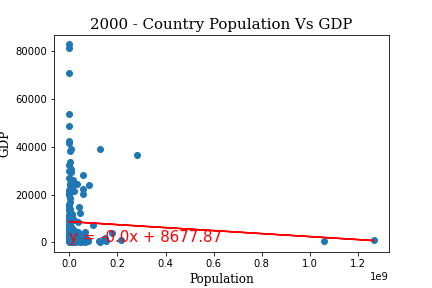 2000 - Country Population Vs GDP
GDP
80000
60000
40000
20000
0
y = -0.0x + 8677.87
0.0 0.2 0.4 0.6 0.8 1.0 1.2
1e9
Population